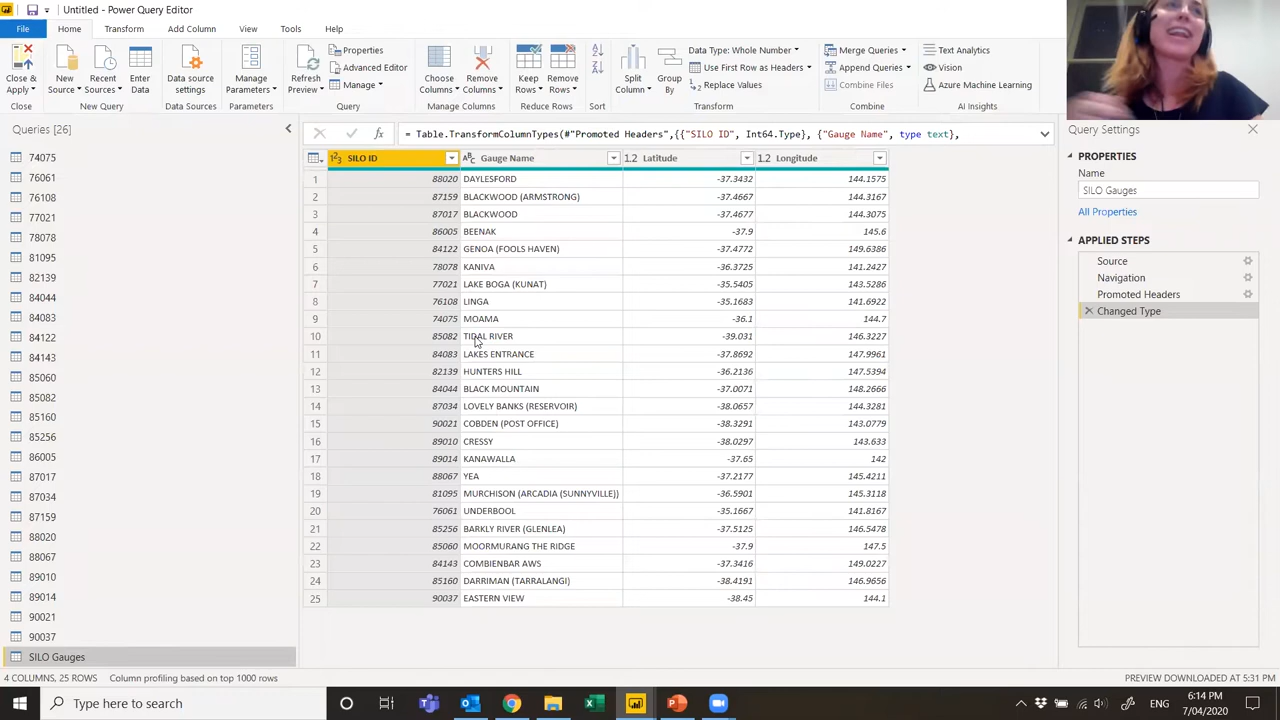 Untitled - Power Query Editor
File Home Transform Add Column View Tools Help
Close & Apply
New Source
Recent Sources
Enter Data
Data source settings
Manage Parameters
Refresh Preview
Properties
Advanced Editor
Manage
Choose Columns
Remove Columns
Keep Rows
Remove Rows
Split Column
Group By
Data Type: Whole Number
Use First Row as Headers
Replace Values
Merge Queries
Append Queries
Combine Files
Text Analytics
Vision
Azure Machine Learning
Close New Query Data Sources Parameters Query Manage Columns Reduce Rows Sort Transform Combine AI Insights
Queries [26]
74075
76061
76108
77021
78078
81095
82139
84044
84083
84122
84143
85060
85082
85160
85256
86005
87017
87034
87159
88020
88067
89010
89014
90021
90037
SILO Gauges
fx = Table.TransformColumnTypes(#"Promoted Headers",{{"SILO ID", Int64.Type}, {"Gauge Name", type text},
123 SILO ID ABC Gauge Name 1.2 Latitude 1.2 Longitude
1 88020 DAYLESFORD -37.3432 144.1575
2 87159 BLACKWOOD (ARMSTRONG) -37.4667 144.3167
3 87017 BLACKWOOD -37.4677 144.3075
4 86005 BEENAK -37.9 145.6
5 84122 GENOA (FOOLS HAVEN) -37.4772 149.6386
6 78078 KANIVA -36.3725 141.2427
7 77021 LAKE BOGA (KUNAT) -35.5405 143.5286
8 76108 LINGA -35.1683 141.6922
9 74075 MOAMA -36.1 144.7
10 85082 TIDAL RIVER -39.031 146.3227
11 84083 LAKES ENTRANCE -37.8692 147.9961
12 82139 HUNTERS HILL -36.2136 147.5394
13 84044 BLACK MOUNTAIN -37.0071 148.2666
14 87034 LOVELY BANKS (RESERVOIR) -38.0657 144.3281
15 90021 COBDEN (POST OFFICE) -38.3291 143.0779
16 89010 CRESSY -38.0297 143.633
17 89014 KANAWALLA -37.65 142
18 88067 YEA -37.2177 145.4211
19 81095 MURCHISON (ARCADIA (SUNNYVILLE)) -36.5901 145.3118
20 76061 UNDERBOOL -35.1667 141.8167
21 85256 BARKLY RIVER (GLENLEA) -37.5125 146.5478
22 85060 MOORMURANG THE RIDGE -37.9 147.5
23 84143 COMBIENBAR AWS -37.3416 149.0227
24 85160 DARRIMAN (TARRALANGI) -38.4191 146.9656
25 90037 EASTERN VIEW -38.45 144.1
Query Settings
PROPERTIES
Name
SILO Gauges
All Properties
APPLIED STEPS
Source
Navigation
Promoted Headers
Changed Type
4 COLUMNS, 25 ROWS Column profiling based on top 1000 rows PREVIEW DOWNLOADED AT 5:31 PM
Type here to search
ENG
6:14 PM
7/04/2020